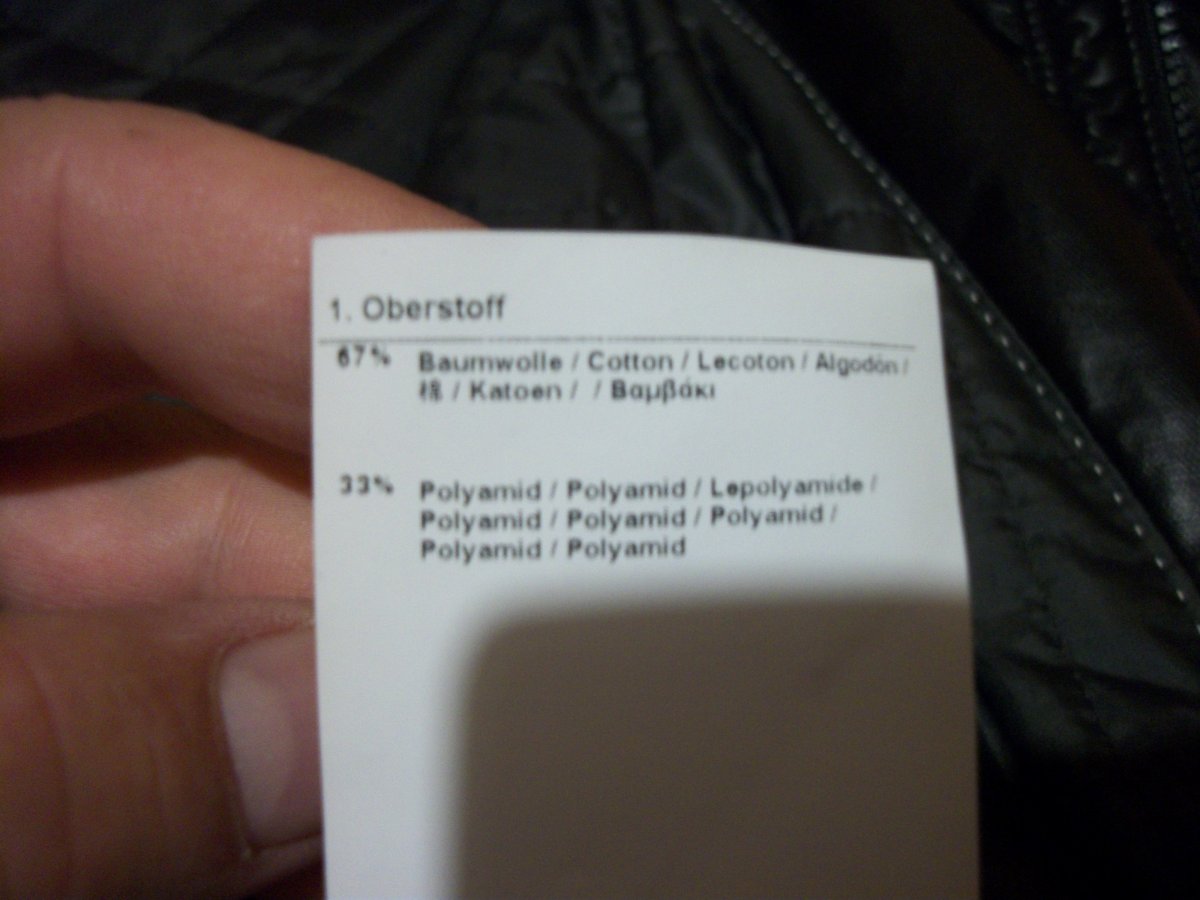 1. Oberstoff
67% Baumwolle / Cotton / Lecoton / Algodón /
棉 / Katoen / / Βαμβάκι
33% Polyamid / Polyamid / Lepolyamide /
Polyamid / Polyamid / Polyamid /
Polyamid / Polyamid